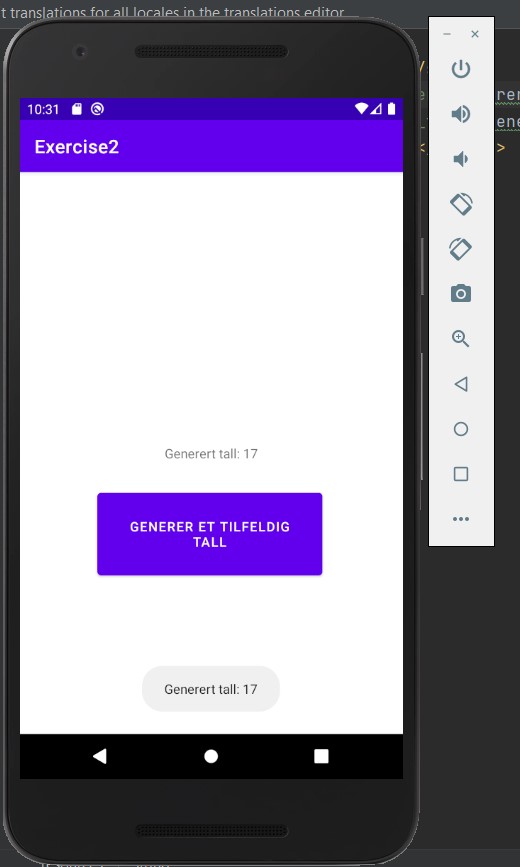 t translations for all locales in the translations editor.
10:31
Exercise2
Generert tall: 17
GENERER ET TILFELDIG
TALL
Generert tall: 17